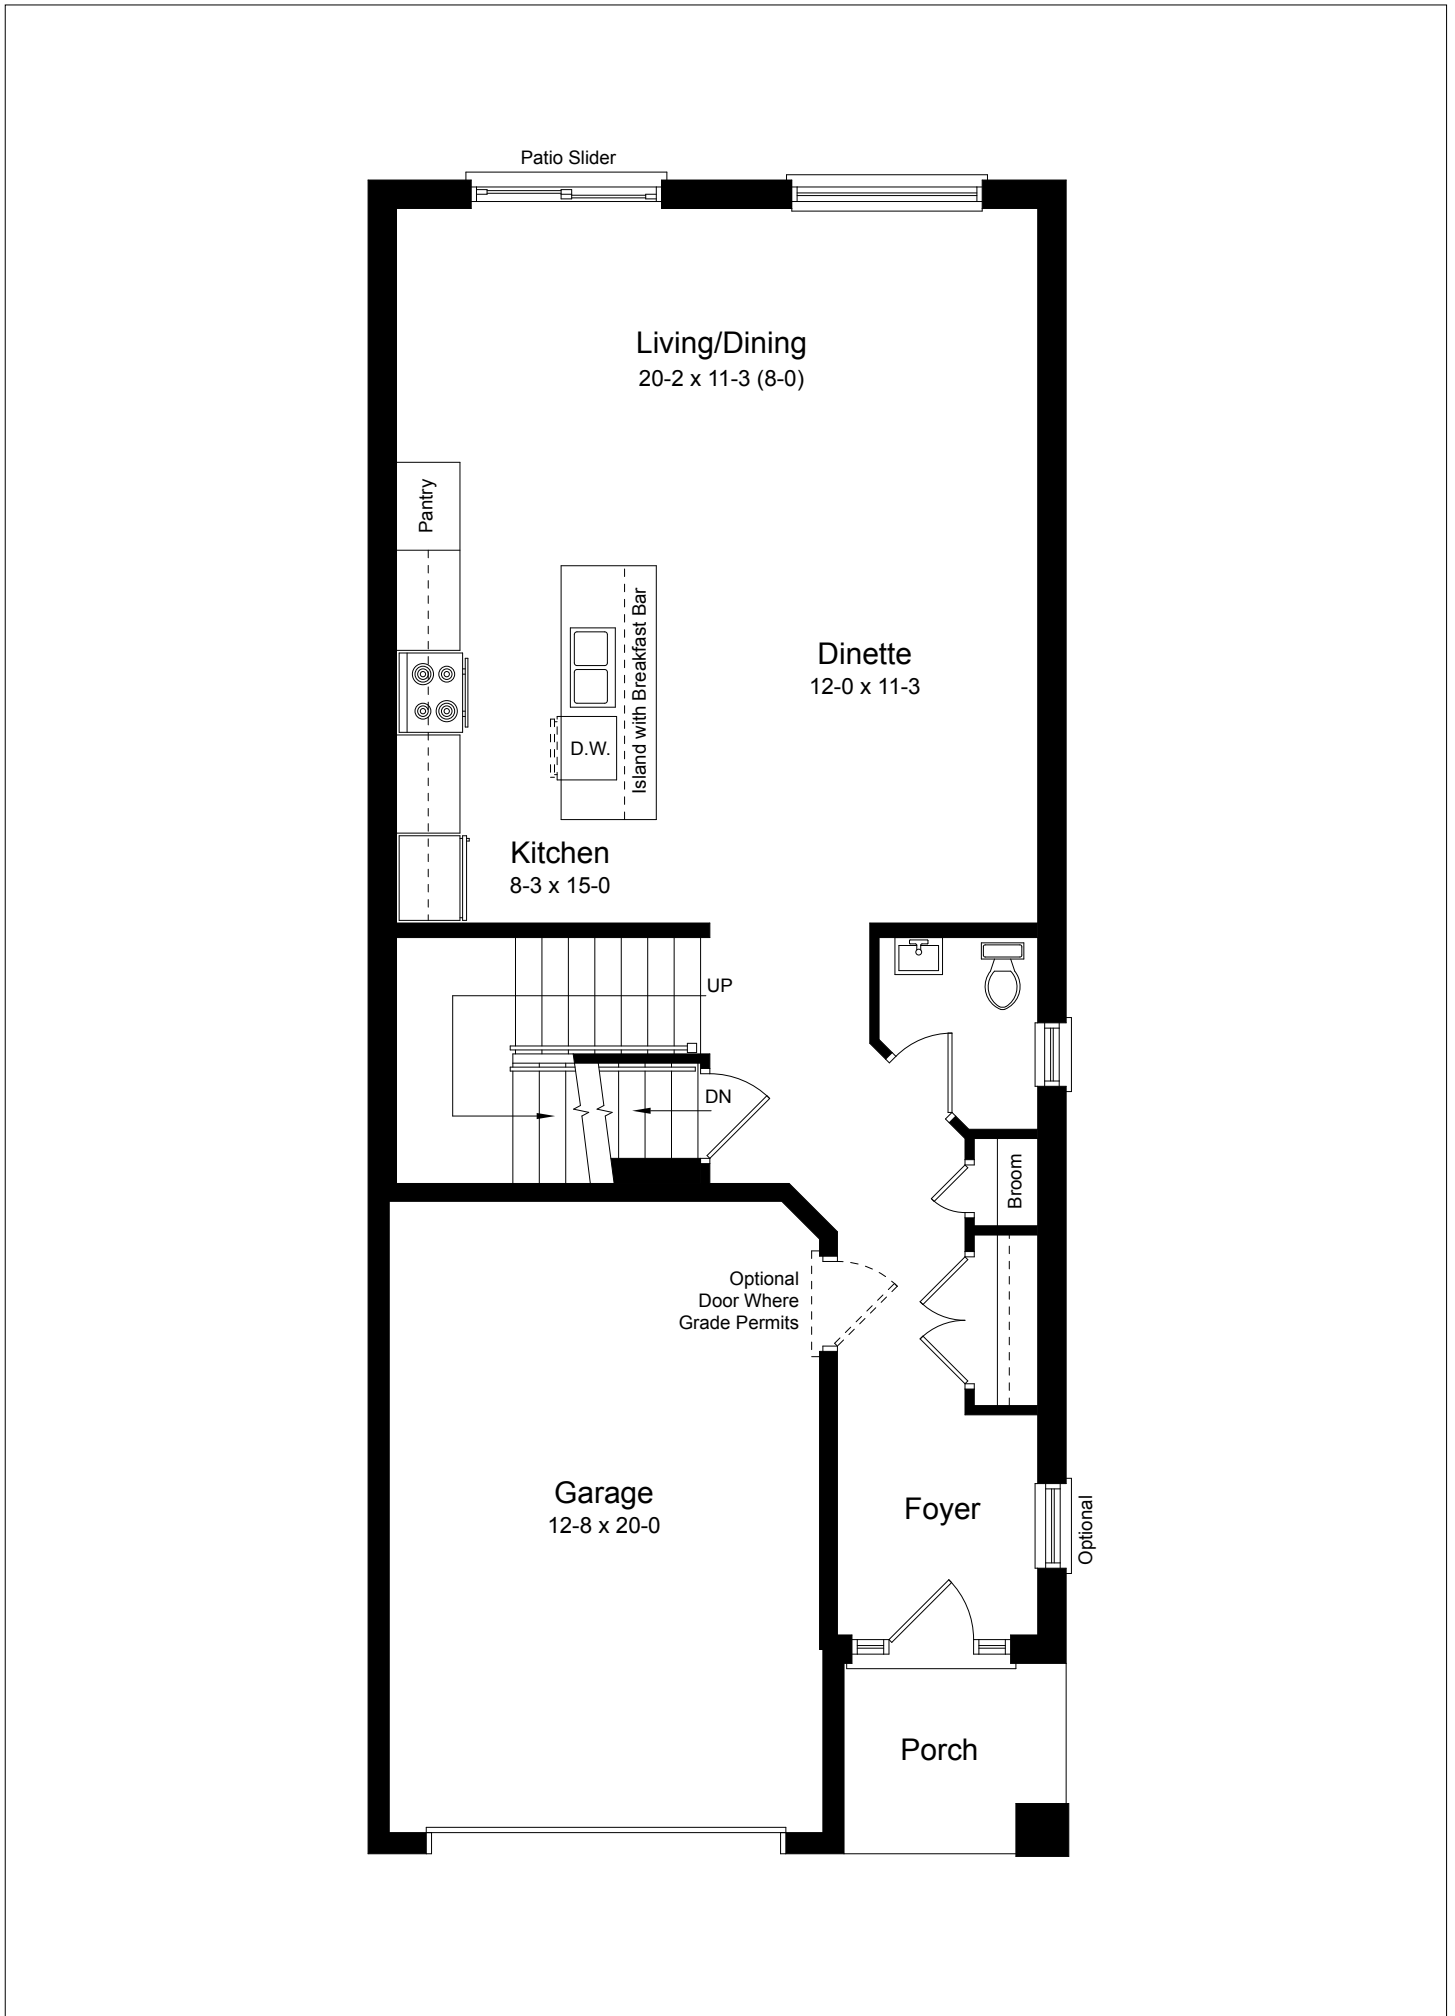 Patio Slider
Living/Dining
20-2 x 11-3 (8-0)
Pantry
Island with Breakfast Bar
Dinette
12-0 x 11-3
D.W.
Kitchen
8-3 x 15-0
UP
DN
Broom
Optional
Door Where
Grade Permits
Garage
12-8 x 20-0
Foyer
Optional
Porch